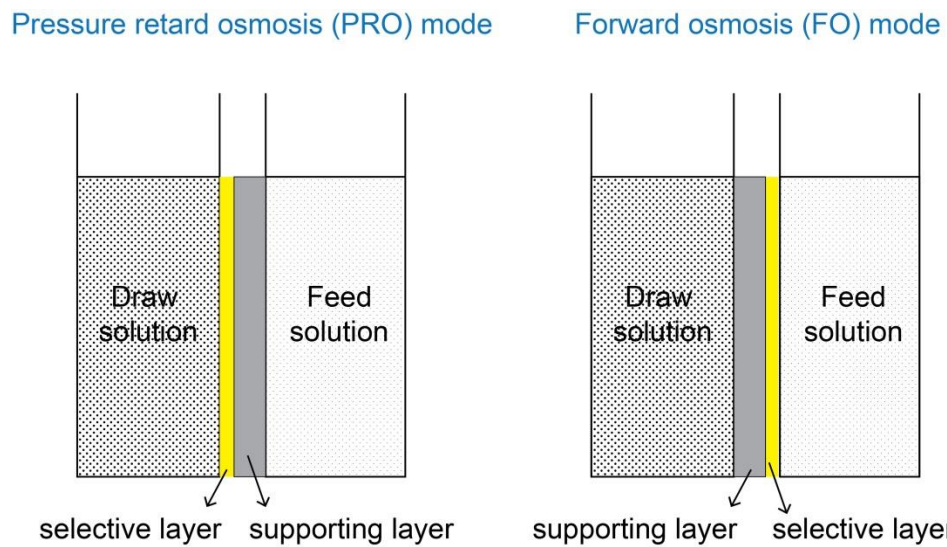 Pressure retard osmosis (PRO) mode
Forward osmosis (FO) mode
Draw
solution
Feed
solution
Draw
solution
Feed
solution
selective layer
supporting layer
supporting layer
selective laye